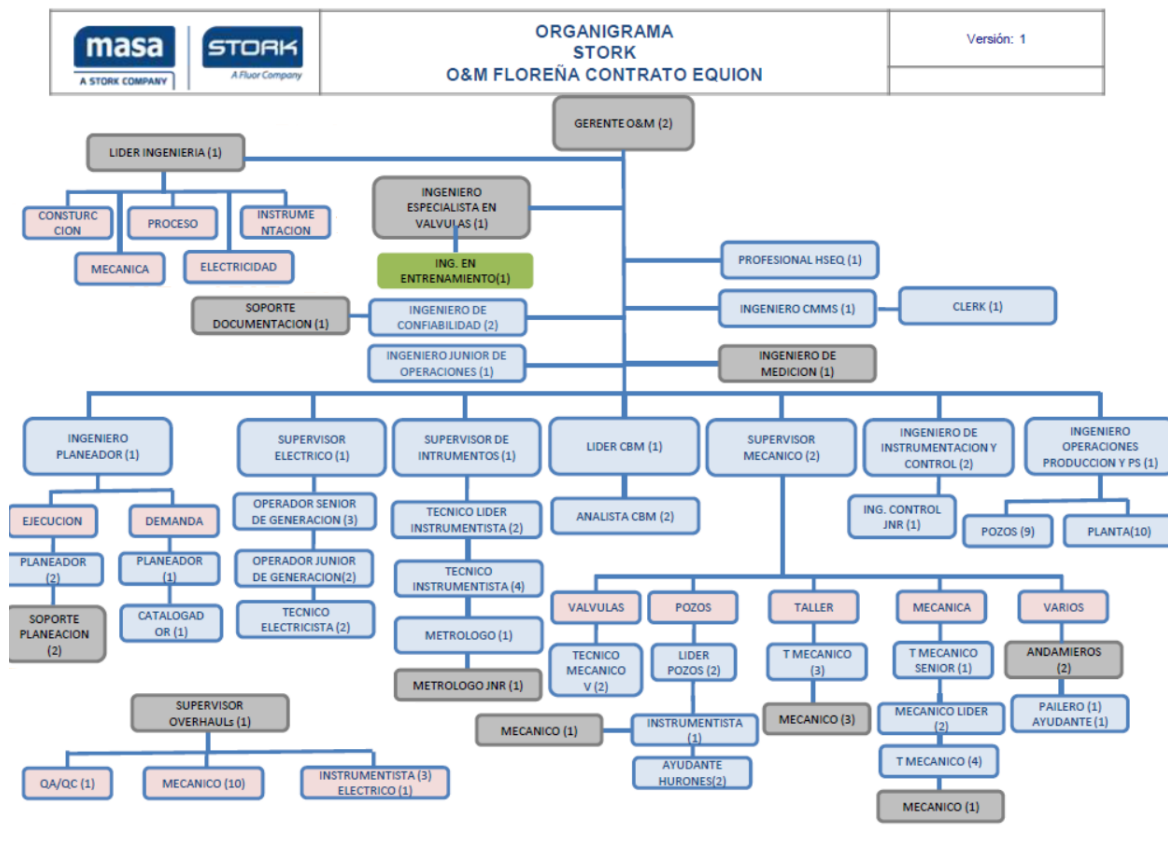 masa
A STORK COMPANY
STORK
A Fluor Company
ORGANIGRAMA
STORK
O&M FLOREÑA CONTRATO EQUION
Versión: 1
GERENTE O&M (2)
LIDER INGENIERIA (1)
CONSTURC
CION
PROCESO
INSTRUME
NTACION
MECANICA
ELECTRICIDAD
INGENIERO
ESPECIALISTA EN
VALVULAS (1)
ING. EN
ENTRENAMIENTO(1)
PROFESIONAL HSEQ (1)
SOPORTE
DOCUMENTACION (1)
INGENIERO DE
CONFIABILIDAD (2)
INGENIERO CMMS (1)
CLERK (1)
INGENIERO JUNIOR DE
OPERACIONES (1)
INGENIERO DE
MEDICION (1)
INGENIERO
PLANEADOR (1)
SUPERVISOR
ELECTRICO (1)
SUPERVISOR DE
INTRUMENTOS (1)
LIDER CBM (1)
SUPERVISOR
MECANICO (2)
INGENIERO DE
INSTRUMENTACION Y
CONTROL (2)
INGENIERO
OPERACIONES
PRODUCCION Y PS (1)
EJECUCION
DEMANDA
PLANEADOR
(2)
PLANEADOR
(1)
SOPORTE
PLANEACION
(2)
CATALOGAD
OR (1)
OPERADOR SENIOR
DE GENERACION (3)
OPERADOR JUNIOR
DE GENERACION(2)
TECNICO
ELECTRICISTA (2)
TECNICO LIDER
INSTRUMENTISTA (2)
TECNICO
INSTRUMENTISTA (4)
METROLOGO (1)
METROLOGO JNR (1)
ANALISTA CBM (2)
ING. CONTROL
JNR (1)
POZOS (9)
PLANTA(10)
VALVULAS
POZOS
TALLER
MECANICA
VARIOS
TECNICO
MECANICO
V (2)
LIDER
POZOS (2)
T MECANICO
(3)
T MECANICO
SENIOR (1)
ANDAMIEROS
(2)
MECANICO (1)
INSTRUMENTISTA
(1)
MECANICO (3)
MECANICO LIDER
(2)
PAILERO (1)
AYUDANTE (1)
AYUDANTE
HURONES(2)
T MECANICO (4)
MECANICO (1)
SUPERVISOR
OVERHAULs (1)
QA/QC (1)
MECANICO (10)
INSTRUMENTISTA (3)
ELECTRICO (1)